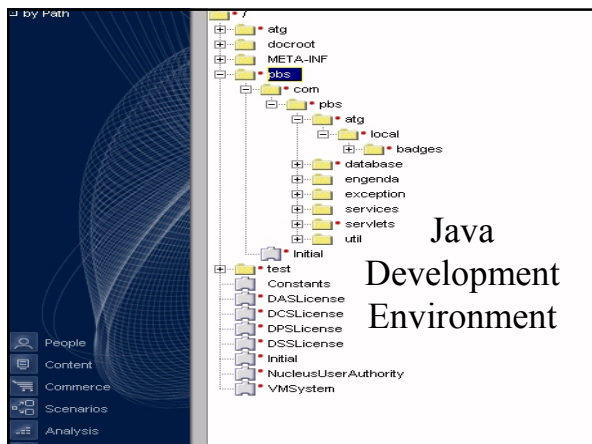 by Path
/
atg
docroot
META-INF
pbs
com
pbs
atg
local
badges
database
engenda
exception
services
servlets
util
Initial
test
Constants
DASLicense
DCSLicense
DPSLicense
DSSLicense
Initial
NucleusUserAuthority
VMSystem
Java
Development
Environment
People
Content
Commerce
Scenarios
Analysis